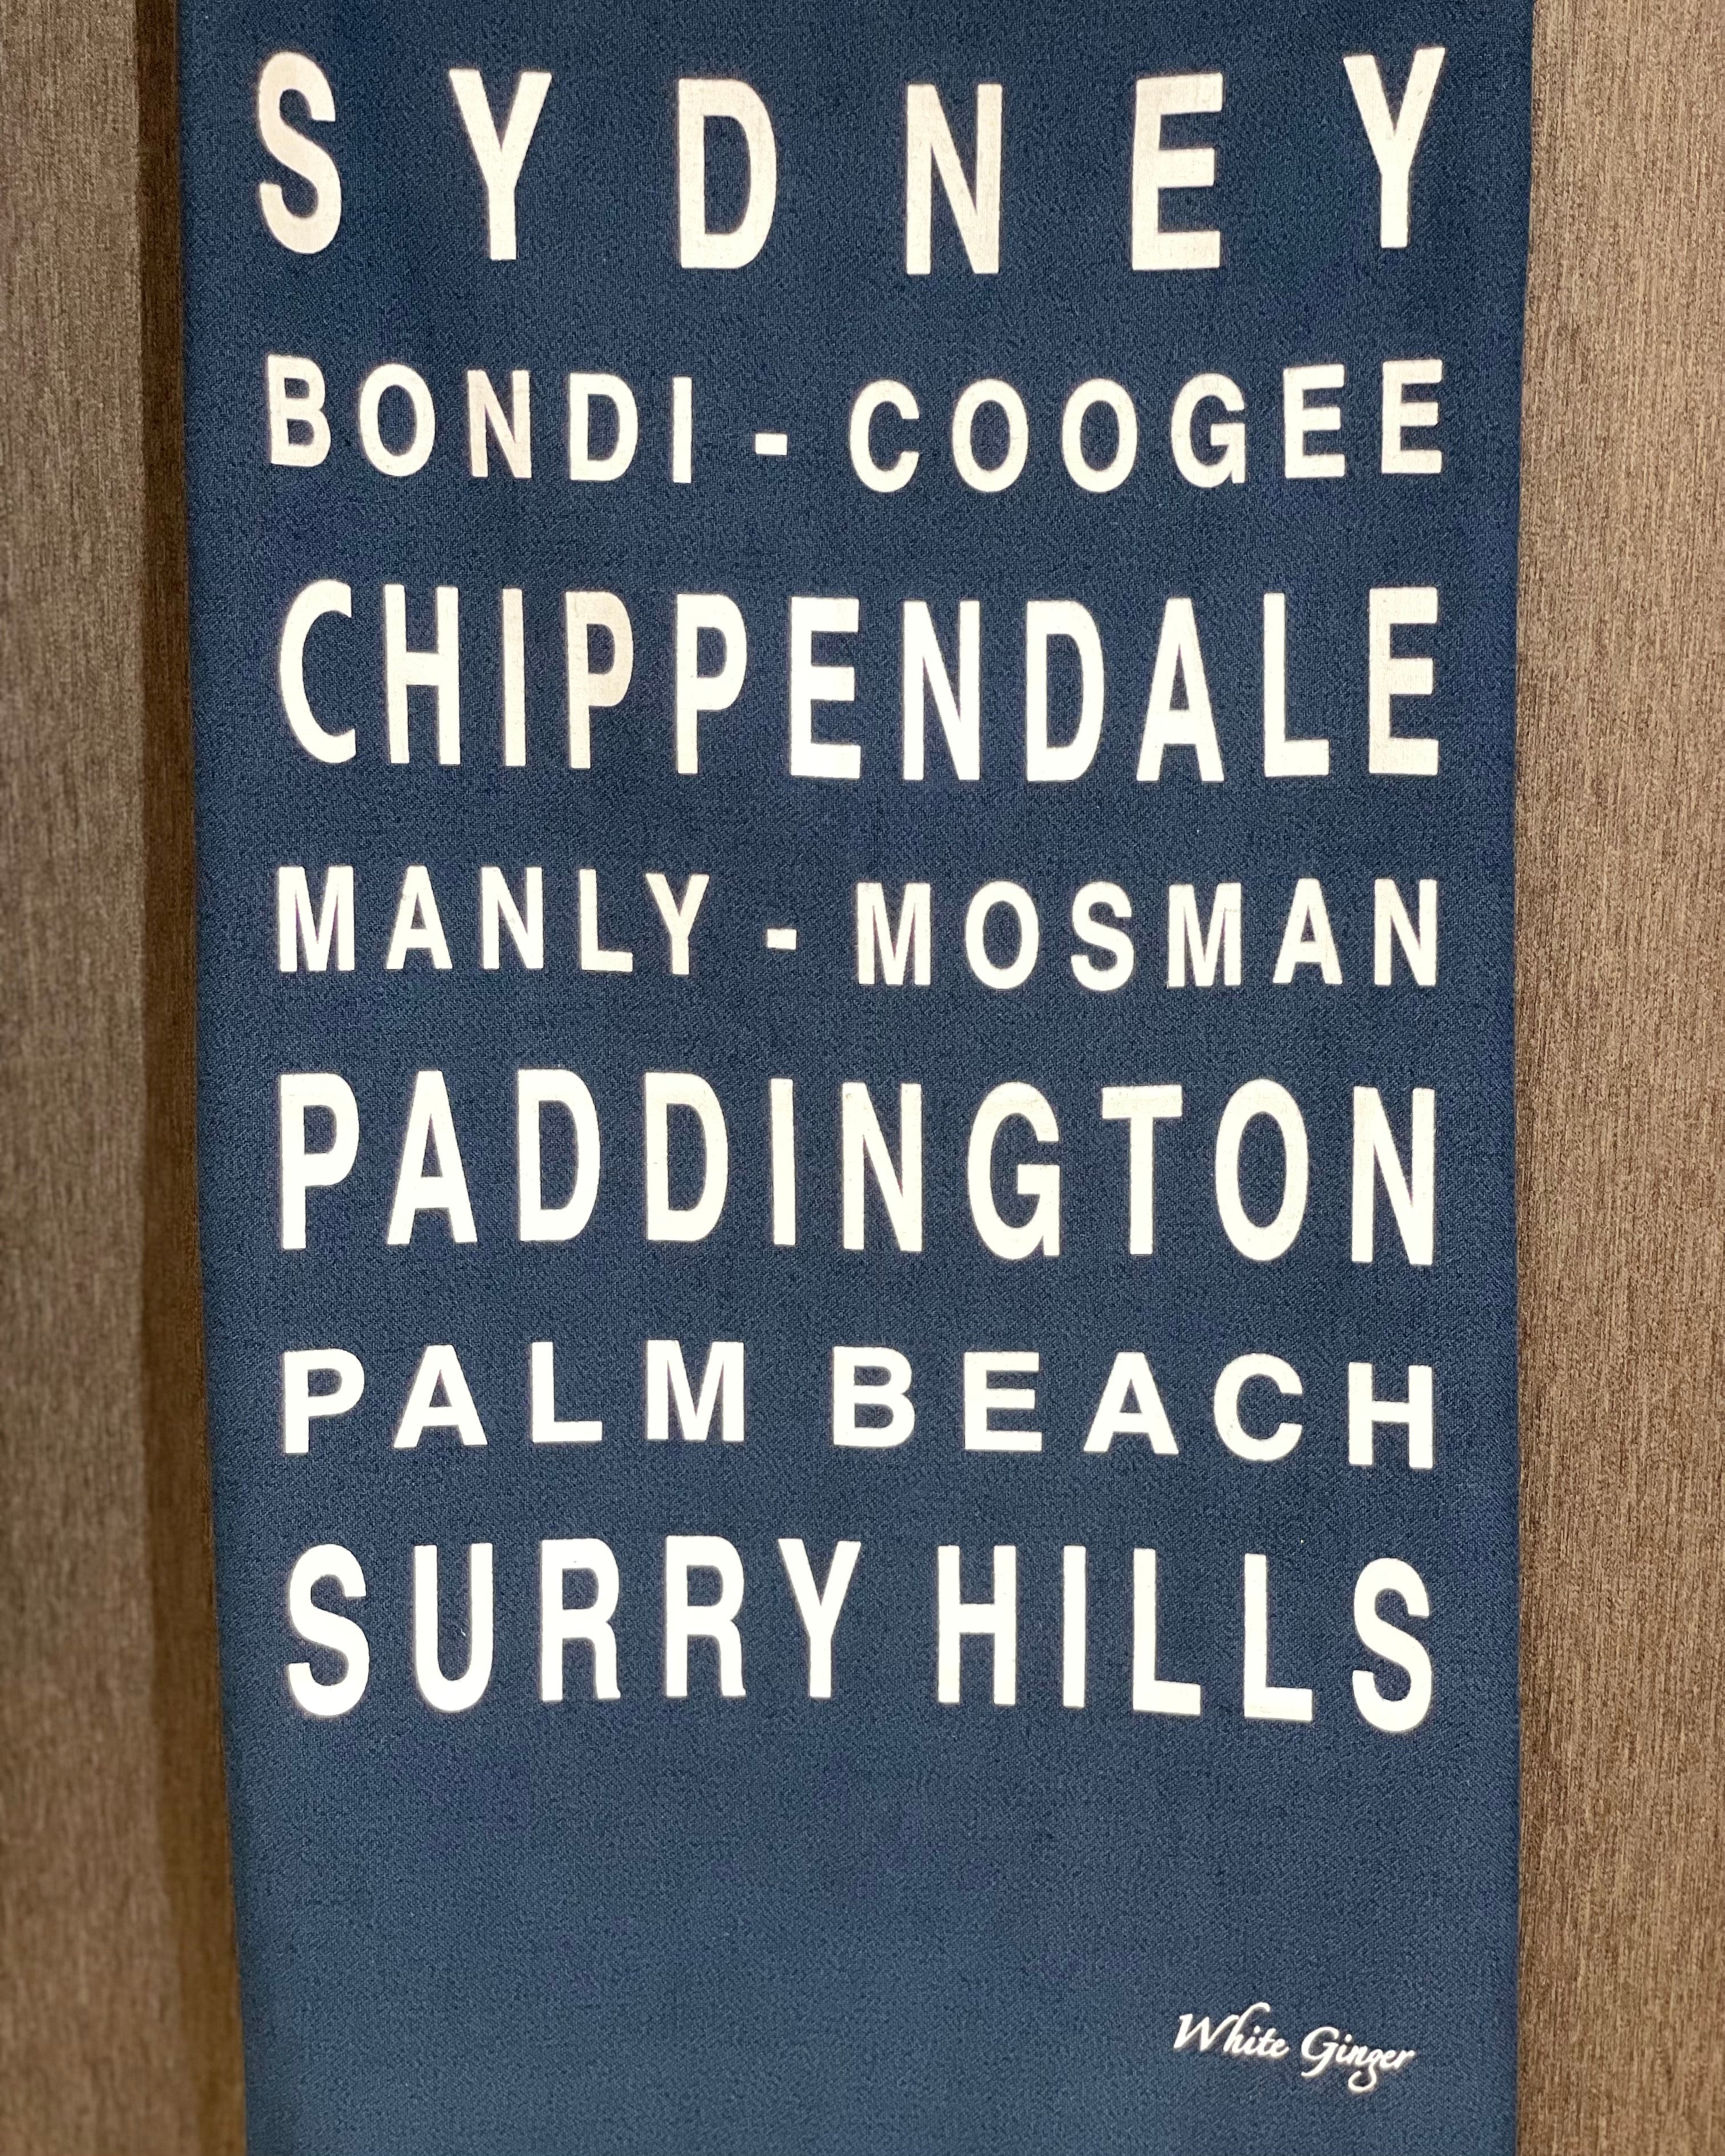 SYDNEY
BONDI - COOGEE
CHIPPENDALE
MANLY - MOSMAN
PADDINGTON
PALM BEACH
SURRY HILLS
White Ginger